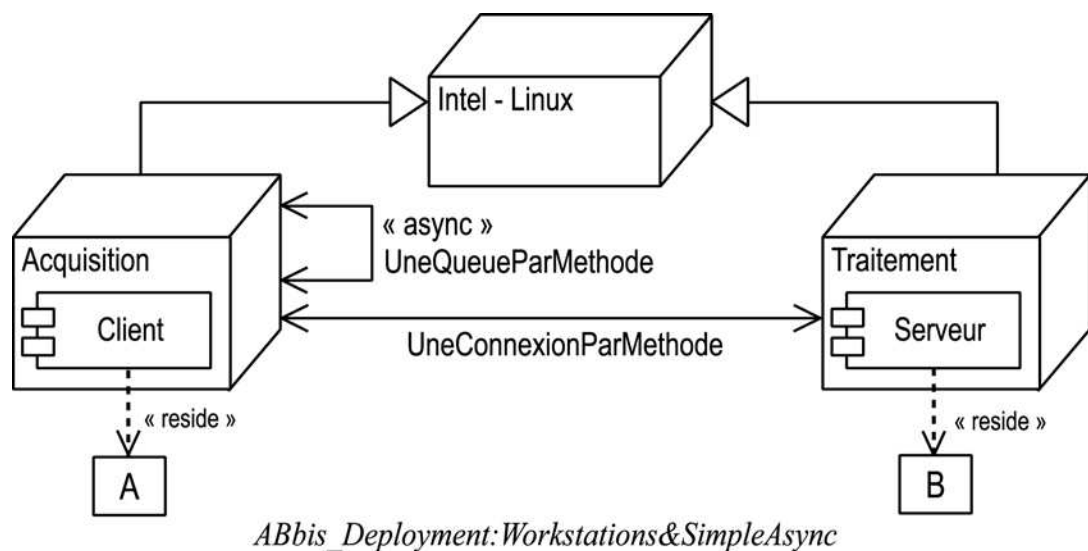 Intel - Linux
« async »
UneQueueParMethode
Acquisition
Client
Traitement
Serveur
UneConnexionParMethode
« reside »
« reside »
A
B
ABbis_Deployment:Workstations&SimpleAsync